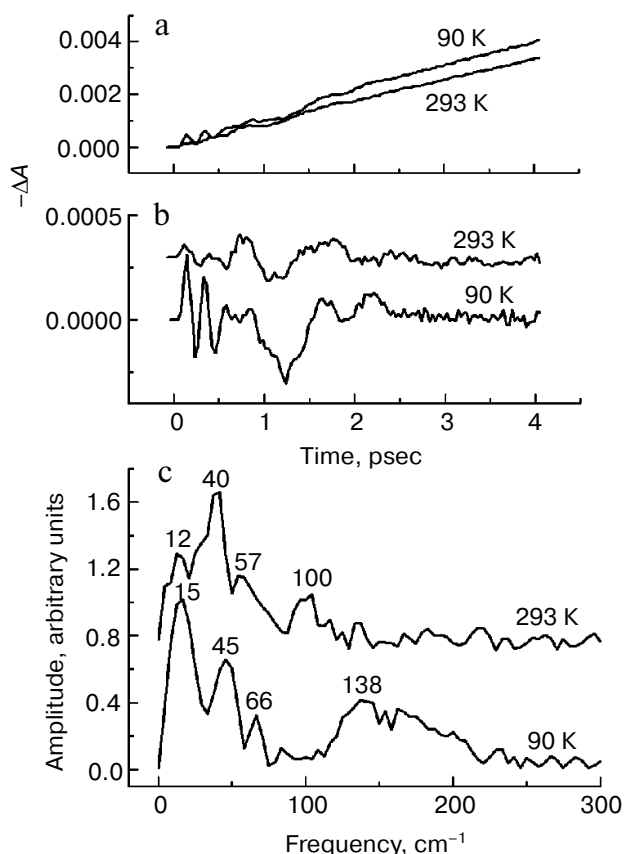 a
0.004
0.002
0.000
90 K
293 K
−ΔA
b
0.0005
0.0000
293 K
90 K
0 1 2 3 4
Time, psec
c
Amplitude, arbitrary units
1.6
1.2
0.8
0.4
0.0
12
40
57
100
293 K
15
45
66
138
90 K
0 100 200 300
Frequency, cm⁻¹